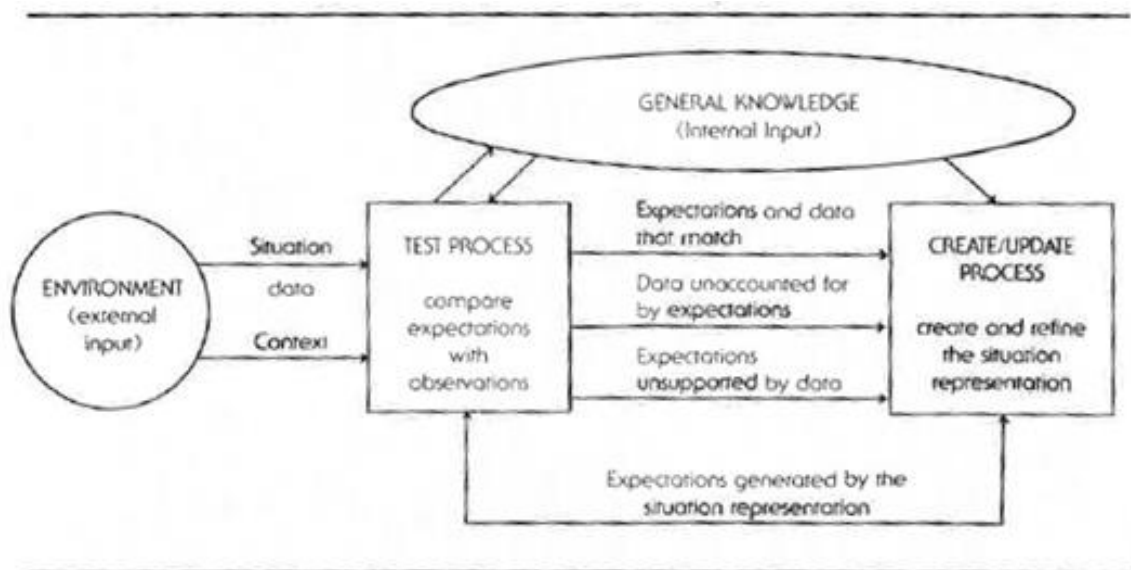 GENERAL KNOWLEDGE
(Internal Input)
ENVIRONMENT
(external
input)
Situation
data
Context
TEST PROCESS
compare
expectations
with
observations
Expectations and data
that match
Data unaccounted for
by expectations
Expectations
unsupported by data
CREATE/UPDATE
PROCESS
create and refine
the situation
representation
Expectations generated by the
situation representation